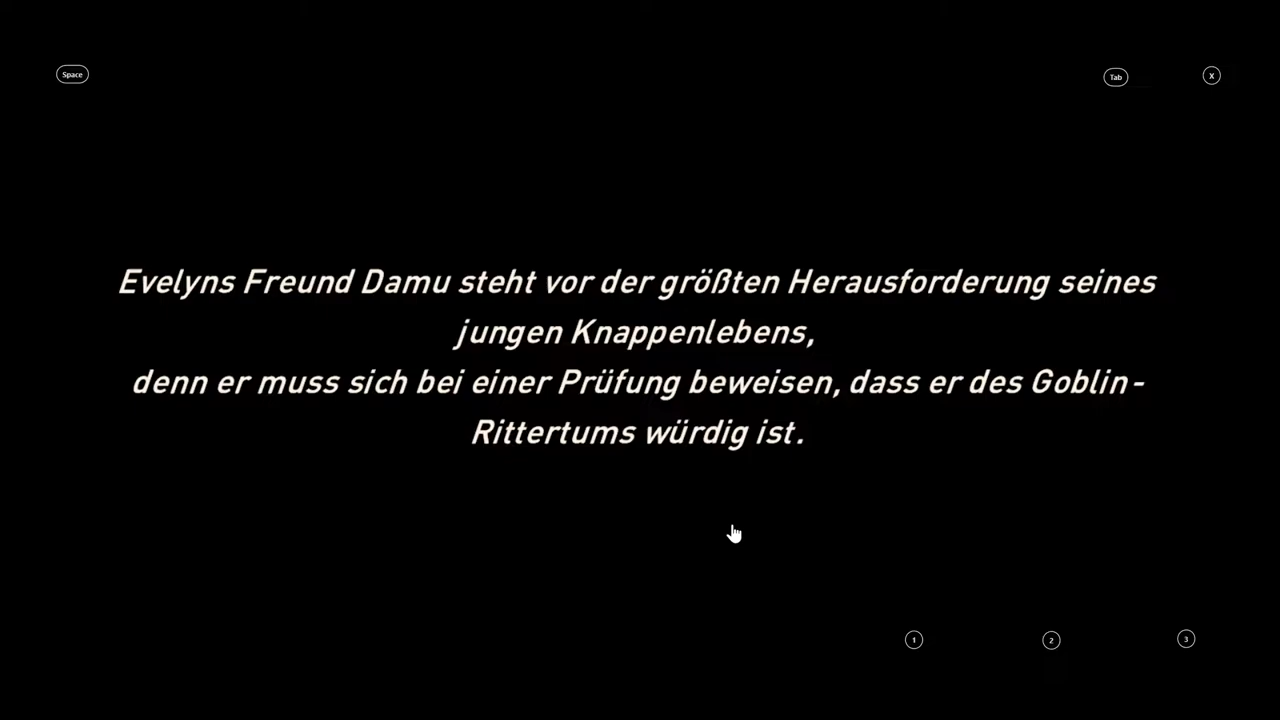 Space
Tab
X
Evelyns Freund Damu steht vor der größten Herausforderung seines
jungen Knappenlebens,
denn er muss sich bei einer Prüfung beweisen, dass er des Goblin-
Rittertums würdig ist.
1
2
3